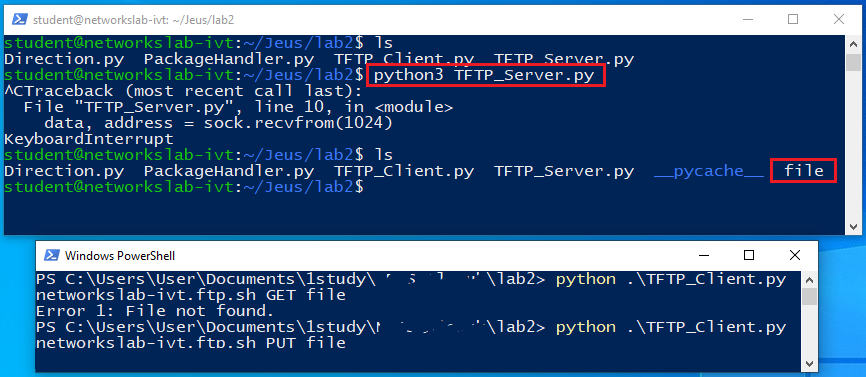 student@networkslab-ivt: ~/Jeus/lab2
student@networkslab-ivt:~/Jeus/lab2$ ls
Direction.py  PackageHandler.py  TFTP_Client.py  TFTP_Server.py
student@networkslab-ivt:~/Jeus/lab2$ python3 TFTP_Server.py
^CTraceback (most recent call last):
  File "TFTP_Server.py", line 10, in <module>
    data, address = sock.recvfrom(1024)
KeyboardInterrupt
student@networkslab-ivt:~/Jeus/lab2$ ls
Direction.py  PackageHandler.py  TFTP_Client.py  TFTP_Server.py  __pycache__  file
student@networkslab-ivt:~/Jeus/lab2$
Windows PowerShell
PS C:\Users\User\Documents\1study\ \lab2> python .\TFTP_Client.py
networkslab-ivt.ftp.sh GET file
Error 1: File not found.
PS C:\Users\User\Documents\1study\ \lab2> python .\TFTP_Client.py
networkslab-ivt.ftp.sh PUT file